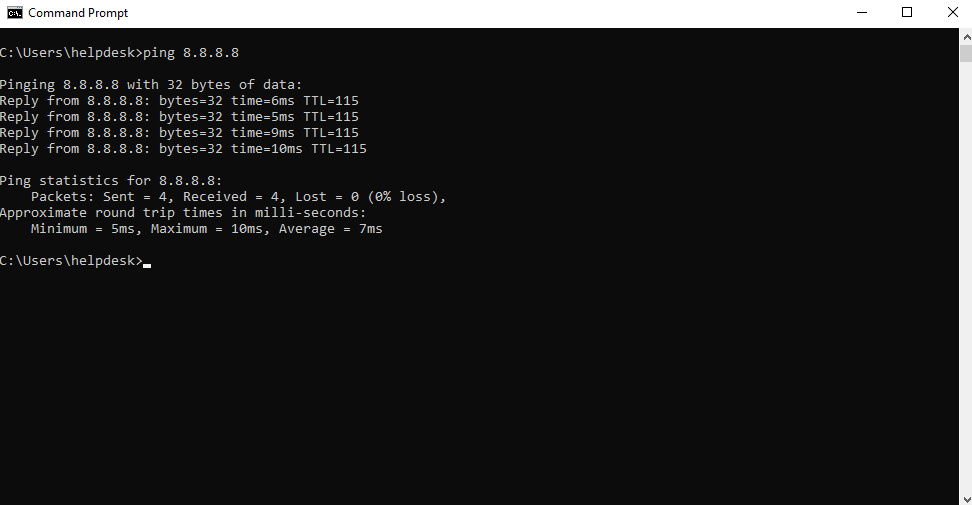 Command Prompt
C:\Users\helpdesk>ping 8.8.8.8
Pinging 8.8.8.8 with 32 bytes of data:
Reply from 8.8.8.8: bytes=32 time=6ms TTL=115
Reply from 8.8.8.8: bytes=32 time=5ms TTL=115
Reply from 8.8.8.8: bytes=32 time=9ms TTL=115
Reply from 8.8.8.8: bytes=32 time=10ms TTL=115
Ping statistics for 8.8.8.8:
    Packets: Sent = 4, Received = 4, Lost = 0 (0% loss),
Approximate round trip times in milli-seconds:
    Minimum = 5ms, Maximum = 10ms, Average = 7ms
C:\Users\helpdesk>